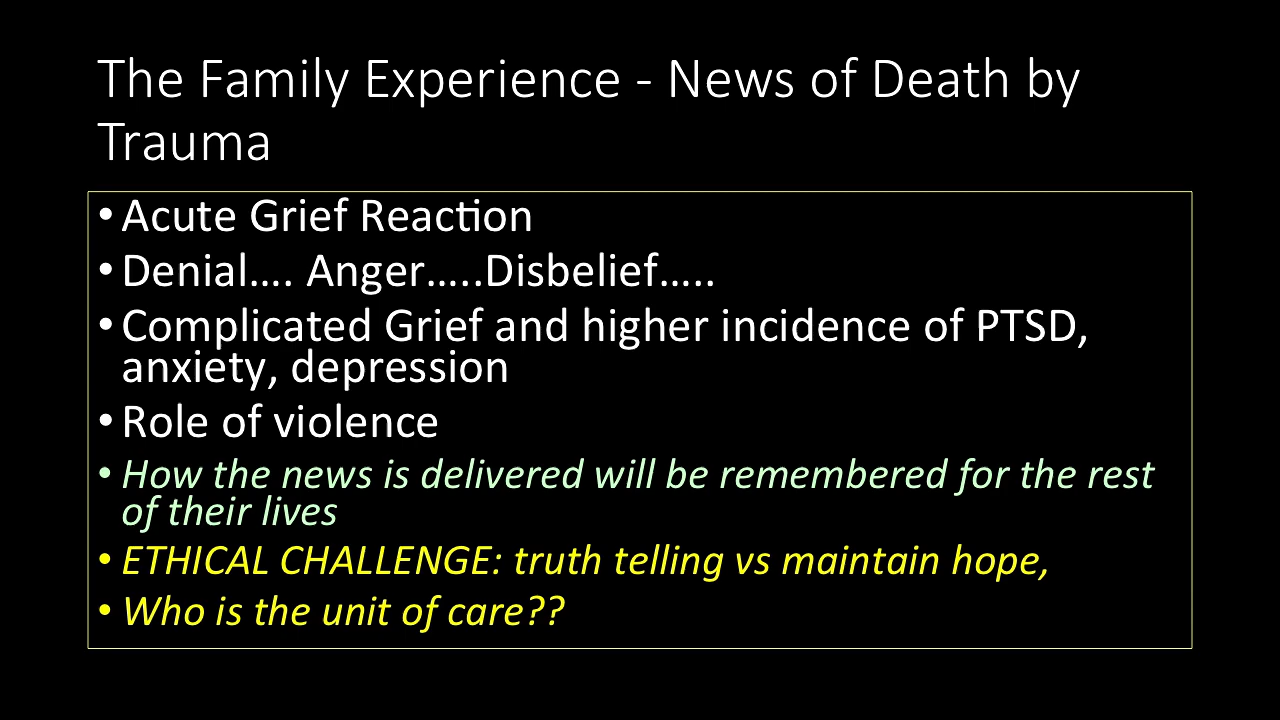 The Family Experience - News of Death by
Trauma
• Acute Grief Reaction
• Denial…. Anger…..Disbelief…..
• Complicated Grief and higher incidence of PTSD,
anxiety, depression
• Role of violence
• How the news is delivered will be remembered for the rest
of their lives
• ETHICAL CHALLENGE: truth telling vs maintain hope,
• Who is the unit of care??